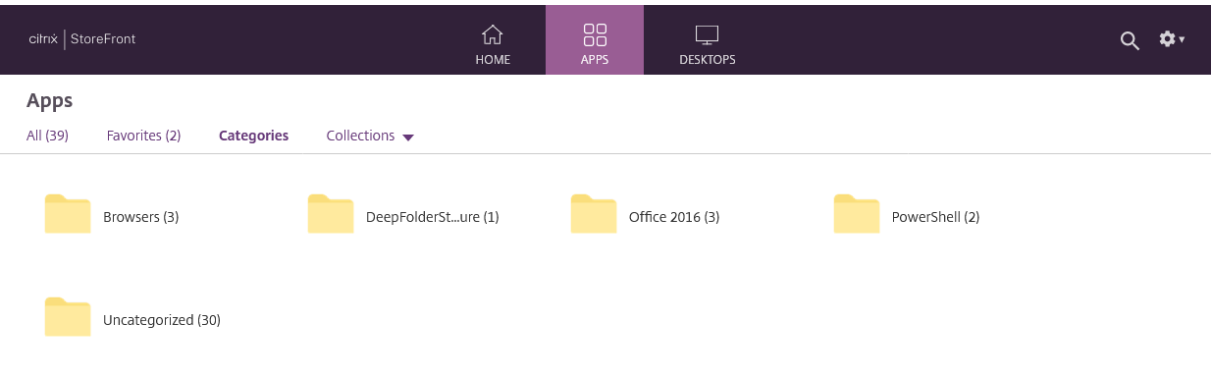 citrix | StoreFront
HOME
APPS
DESKTOPS
Apps
All (39)
Favorites (2)
Categories
Collections
Browsers (3)
DeepFolderSt...ure (1)
Office 2016 (3)
PowerShell (2)
Uncategorized (30)